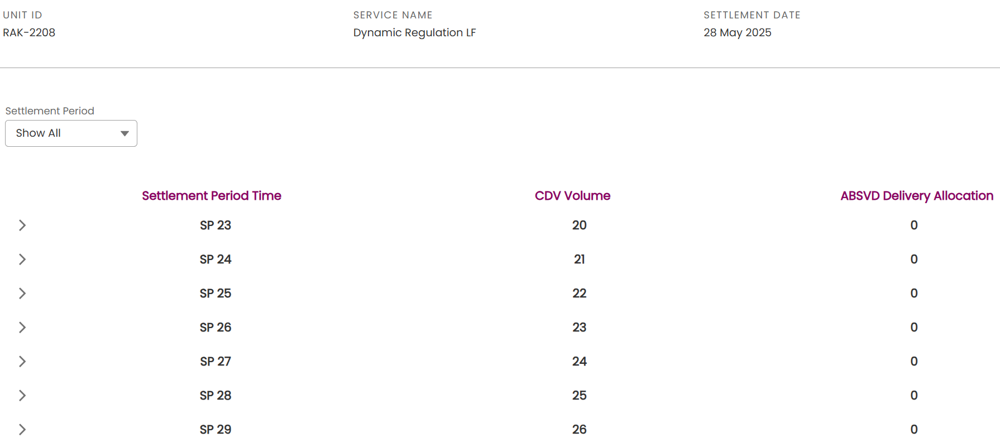 UNIT ID SERVICE NAME SETTLEMENT DATE
RAK-2208 Dynamic Regulation LF 28 May 2025
Settlement Period
Show All
Settlement Period Time CDV Volume ABSVD Delivery Allocation
SP 23 20 0
SP 24 21 0
SP 25 22 0
SP 26 23 0
SP 27 24 0
SP 28 25 0
SP 29 26 0